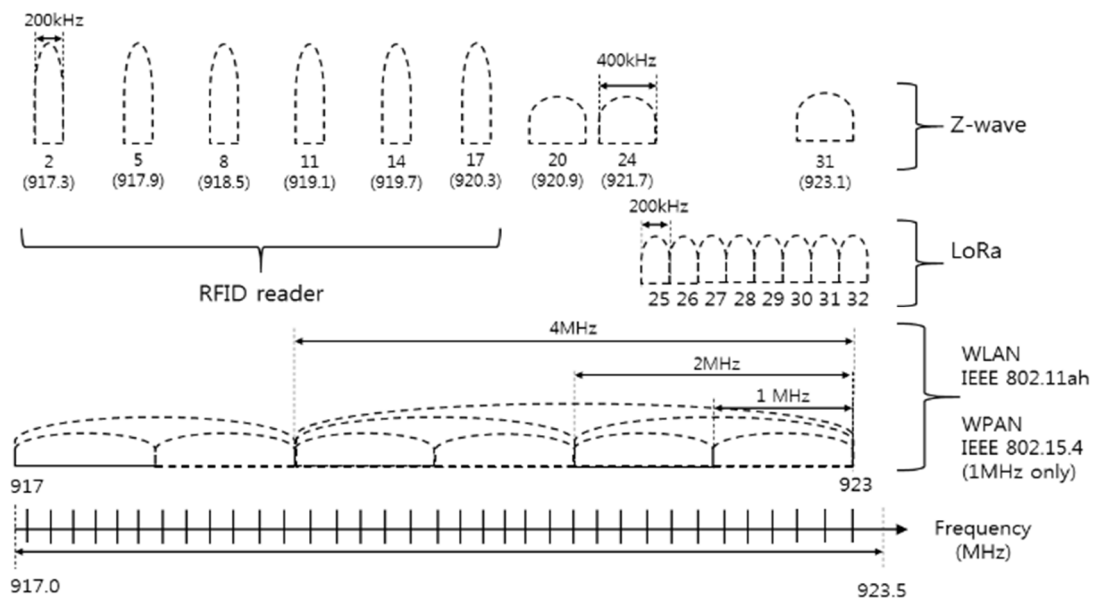 200kHz
400kHz
2
5
8
11
14
17
20
24
31
(917.3)
(917.9)
(918.5)
(919.1)
(919.7)
(920.3)
(920.9)
(921.7)
(923.1)
Z-wave
200kHz
LoRa
25 26 27 28 29 30 31 32
RFID reader
4MHz
2MHz
1 MHz
WLAN
IEEE 802.11ah
WPAN
IEEE 802.15.4
(1MHz only)
917
923
Frequency
(MHz)
917.0
923.5